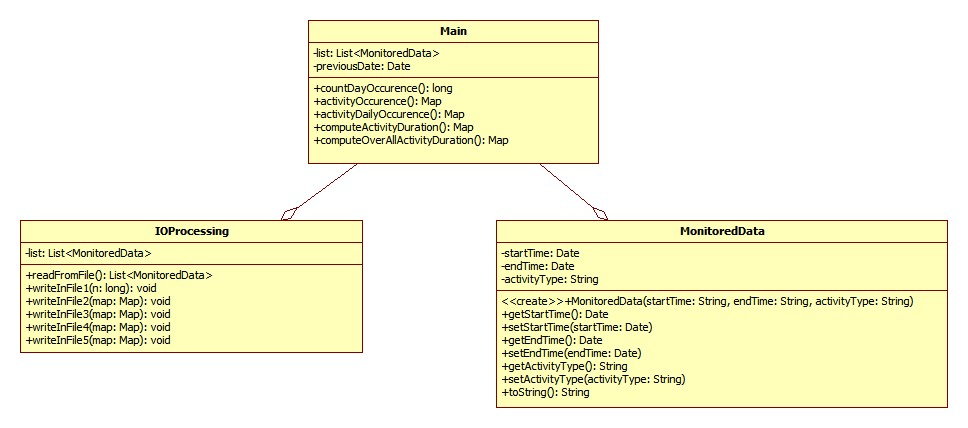 Main
-list: List<MonitoredData>
-previousDate: Date
+countDayOccurence(): long
+activityOccurence(): Map
+activityDailyOccurence(): Map
+computeActivityDuration(): Map
+computeOverAllActivityDuration(): Map
IOProcessing
-list: List<MonitoredData>
+readFromFile(): List<MonitoredData>
+writeInFile1(n: long): void
+writeInFile2(map: Map): void
+writeInFile3(map: Map): void
+writeInFile4(map: Map): void
+writeInFile5(map: Map): void
MonitoredData
-startTime: Date
-endTime: Date
-activityType: String
<<create>>+MonitoredData(startTime: String, endTime: String, activityType: String)
+getStartTime(): Date
+setStartTime(startTime: Date)
+getEndTime(): Date
+setEndTime(endTime: Date)
+getActivityType(): String
+setActivityType(activityType: String)
+toString(): String